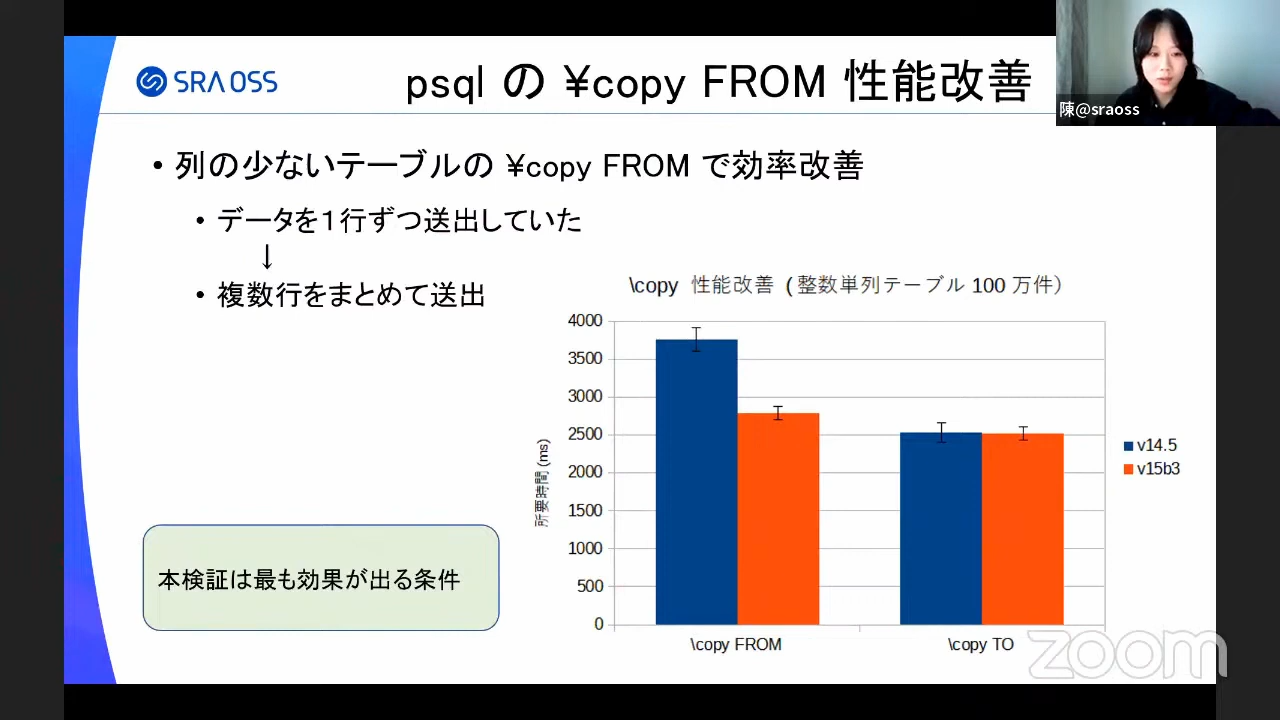 SRA OSS
psql の ¥copy FROM 性能改善
陳@sraoss
• 列の少ないテーブルの ¥copy FROM で効率改善
• データを１行ずつ送出していた
↓
• 複数行をまとめて送出
\copy 性能改善 ( 整数単列テーブル 100 万件）
4000
3500
3000
2500
2000
1500
1000
500
0
所要時間 (ms)
\copy FROM
\copy TO
v14.5
v15b3
本検証は最も効果が出る条件
zoom